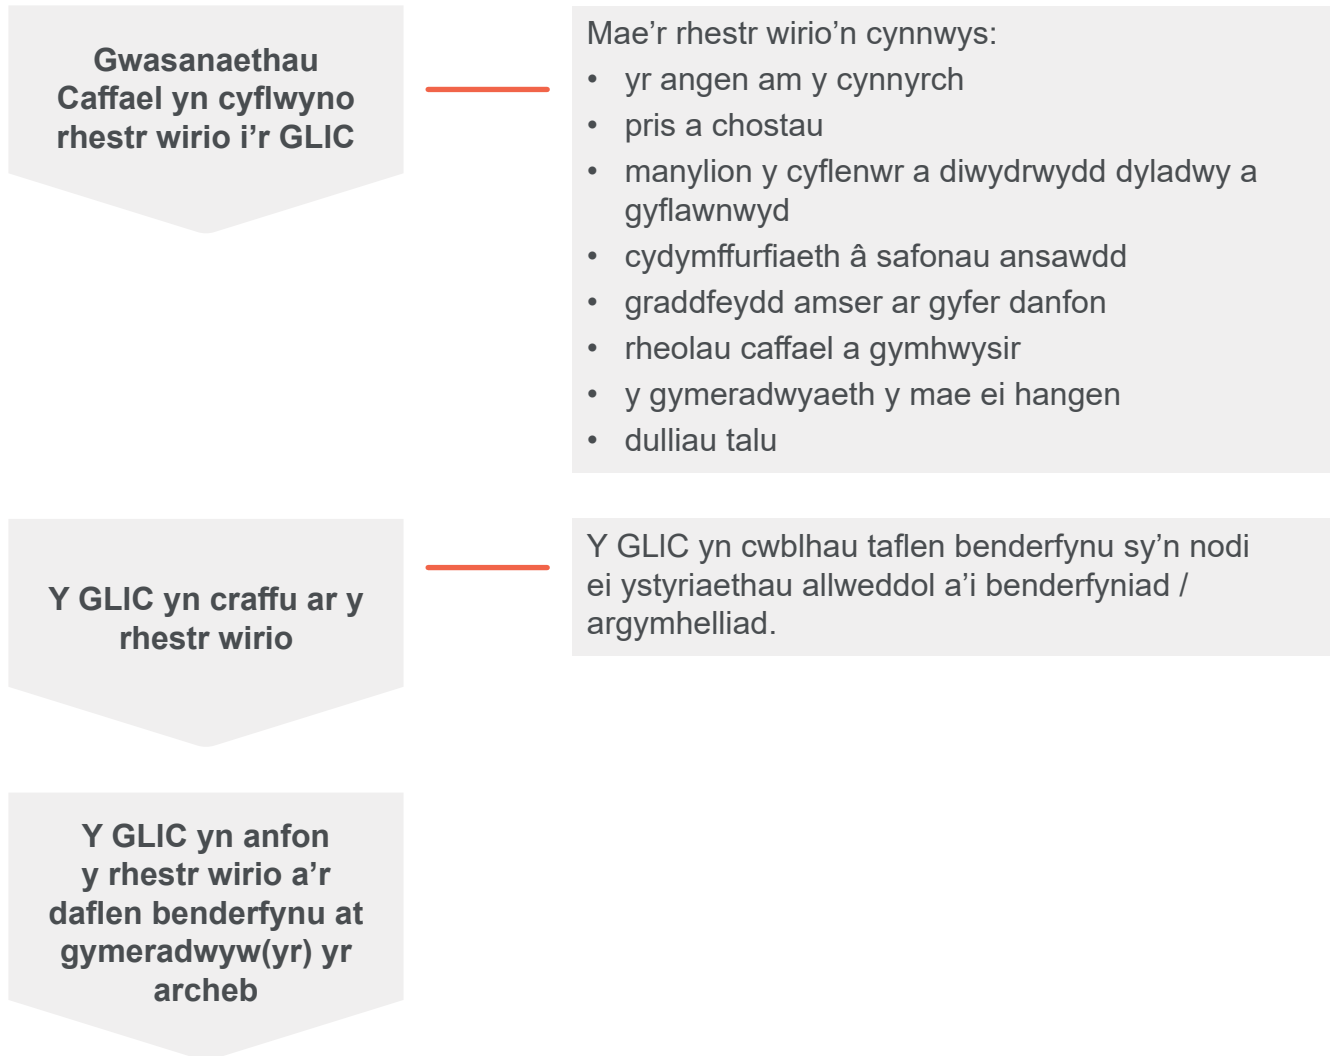 Gwasanaethau
Caffael yn cyflwyno
rhestr wirio i'r GLIC
Mae'r rhestr wirio'n cynnwys:
• yr angen am y cynnyrch
• pris a chostau
• manylion y cyflenwr a diwydrwydd dyladwy a
gyflawnwyd
• cydymffurfiaeth â safonau ansawdd
• graddfeydd amser ar gyfer danfon
• rheolau caffael a gymhwysir
• y gymeradwyaeth y mae ei hangen
• dulliau talu
Y GLIC yn craffu ar y
rhestr wirio
Y GLIC yn cwblhau taflen benderfynu sy'n nodi
ei ystyriaethau allweddol a'i benderfyniad /
argymhelliad.
Y GLIC yn anfon
y rhestr wirio a'r
daflen benderfynu at
gymeradwyw(yr) yr
archeb